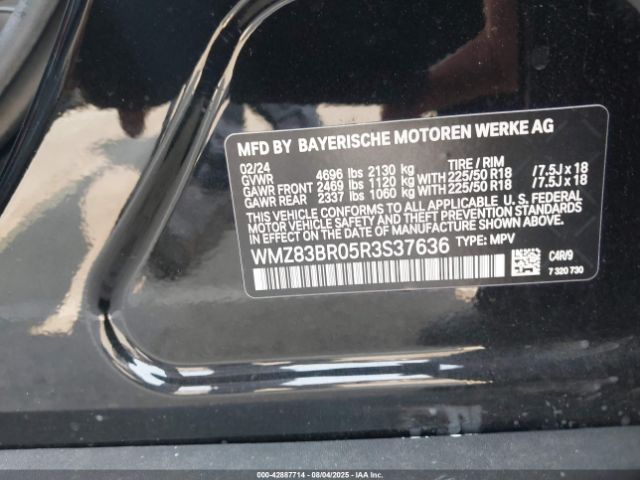 MFD BY BAYERISCHE MOTOREN WERKE AG
02/24 TIRE / RIM
GVWR 4696 lbs 2130 kg
GAWR FRONT 2469 lbs 1120 kg WITH 225/50 R18 /7.5J x 18
GAWR REAR 2337 lbs 1060 kg WITH 225/50 R18 /7.5J x 18
THIS VEHICLE CONFORMS TO ALL APPLICABLE U. S. FEDERAL
MOTOR VEHICLE SAFETY, BUMPER AND THEFT PREVENTION
STANDARDS IN EFFECT ON THE DATE OF MANUFACTURE SHOWN ABOVE.
WMZ83BR05R3S37636 TYPE: MPV
C4R/9
7 320 730
000-42887714 - 08/04/2025 - IAAI.COM